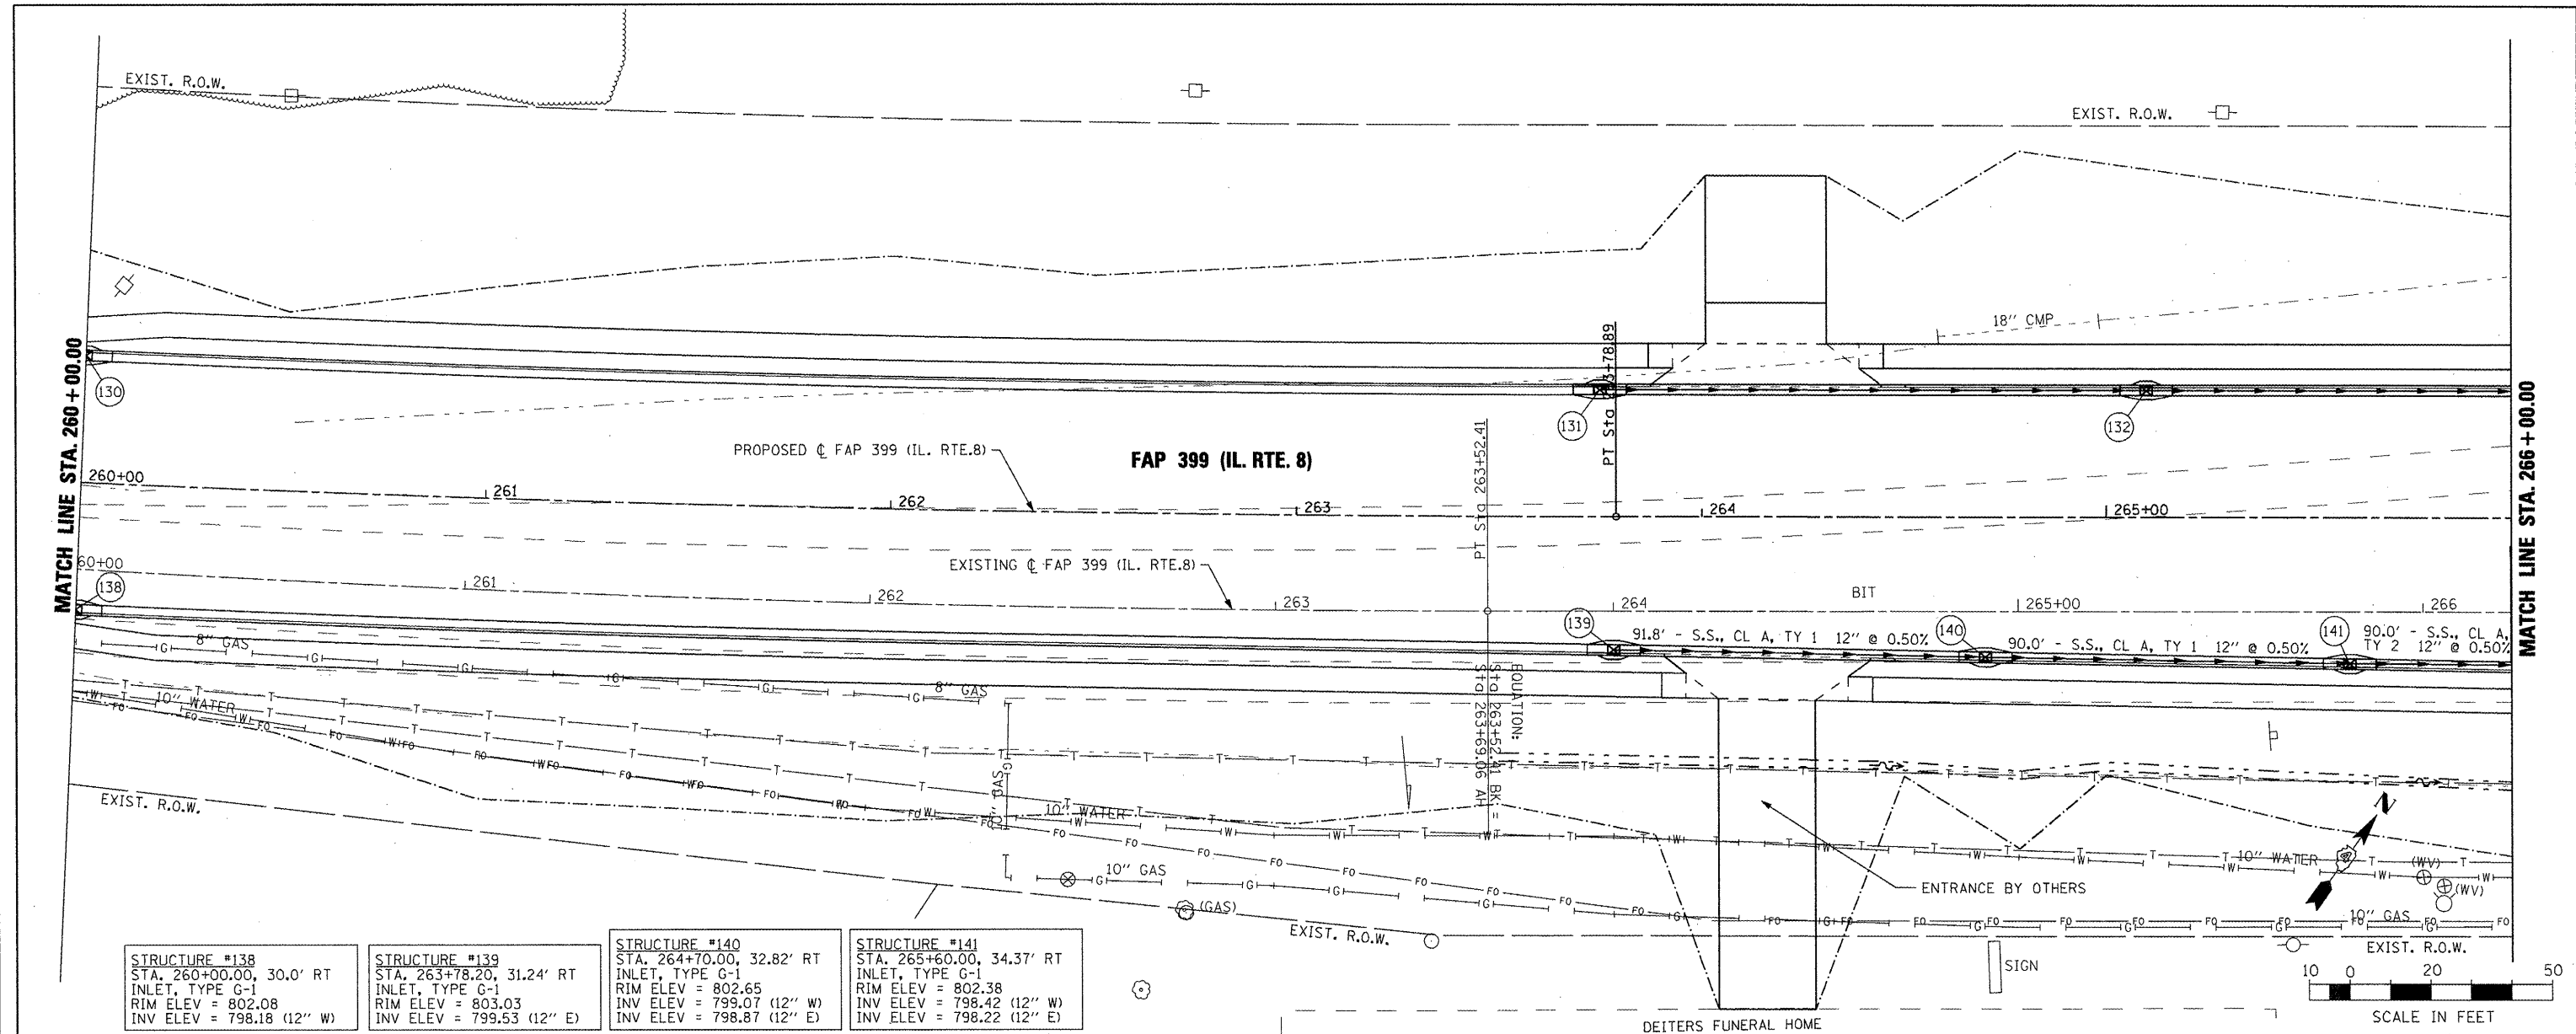 EXIST. R.O.W.
EXIST. R.O.W.
18" CMP
MATCH LINE STA. 260+00.00
MATCH LINE STA. 266+00.00
130
131
132
PT Sta 263+78.89
PROPOSED ℄ FAP 399 (IL. RTE.8)
FAP 399 (IL. RTE. 8)
PT Sta 263+52.41
260+00
261
262
263
264
265+00
EXISTING ℄ FAP 399 (IL. RTE.8)
BIT
60+00
261
262
263
264
265+00
266
138
139
91.8' - S.S., CL A, TY 1 12" @ 0.50%
140
90.0' - S.S., CL A, TY 1 12" @ 0.50%
141
90.0' - S.S., CL A,
TY 2 12" @ 0.50%
8" GAS
8" GAS
EQUATION:
Sta 263+52.41 BK =
Sta 263+69.06 AH
10" WATER
10" GAS
10" WATER
10" WATER
(WV)
(WV)
EXIST. R.O.W.
10" GAS
(GAS)
ENTRANCE BY OTHERS
N
10" GAS
EXIST. R.O.W.
EXIST. R.O.W.
SIGN
STRUCTURE #138
STA. 260+00.00, 30.0' RT
INLET, TYPE G-1
RIM ELEV = 802.08
INV ELEV = 798.18 (12" W)
STRUCTURE #139
STA. 263+78.20, 31.24' RT
INLET, TYPE G-1
RIM ELEV = 803.03
INV ELEV = 799.53 (12" E)
STRUCTURE #140
STA. 264+70.00, 32.82' RT
INLET, TYPE G-1
RIM ELEV = 802.65
INV ELEV = 799.07 (12" W)
INV ELEV = 798.87 (12" E)
STRUCTURE #141
STA. 265+60.00, 34.37' RT
INLET, TYPE G-1
RIM ELEV = 802.38
INV ELEV = 798.42 (12" W)
INV ELEV = 798.22 (12" E)
DEITERS FUNERAL HOME
10 0 20 50
SCALE IN FEET